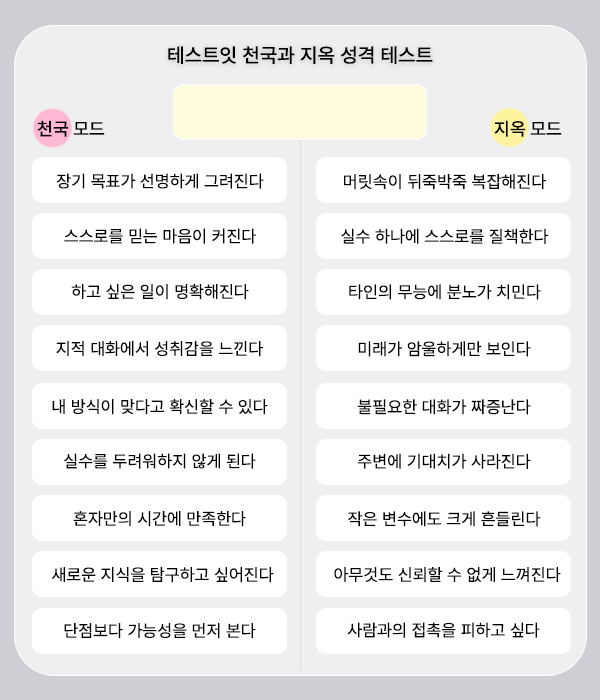 테스트잇 천국과 지옥 성격 테스트
천국 모드
지옥 모드
장기 목표가 선명하게 그려진다
머릿속이 뒤죽박죽 복잡해진다
스스로를 믿는 마음이 커진다
실수 하나에 스스로를 질책한다
하고 싶은 일이 명확해진다
타인의 무능에 분노가 치민다
지적 대화에서 성취감을 느낀다
미래가 암울하게만 보인다
내 방식이 맞다고 확신할 수 있다
불필요한 대화가 짜증난다
실수를 두려워하지 않게 된다
주변에 기대치가 사라진다
혼자만의 시간에 만족한다
작은 변수에도 크게 흔들린다
새로운 지식을 탐구하고 싶어진다
아무것도 신뢰할 수 없게 느껴진다
단점보다 가능성을 먼저 본다
사람과의 접촉을 피하고 싶다